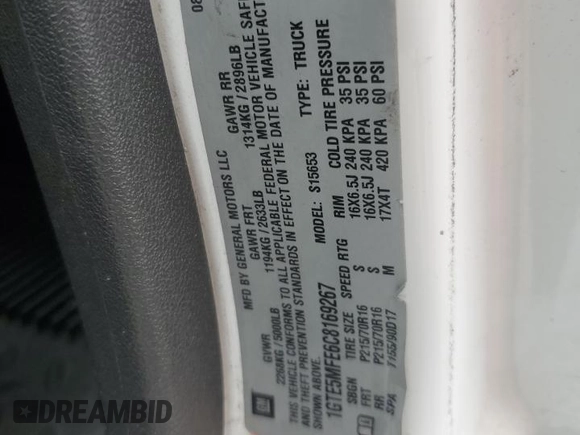 08
MFD BY GENERAL MOTORS LLC
GVWR GAWR FRT GAWR RR
2268KG/5000LB 1194KG/2633LB 1314KG/2896LB
THIS VEHICLE CONFORMS TO ALL APPLICABLE FEDERAL MOTOR VEHICLE SAFE
AND THEFT PREVENTION STANDARDS IN EFFECT ON THE DATE OF MANUFACT
SHOWN ABOVE.
1GTE5MFE6C8169267 MODEL: S15653 TYPE: TRUCK
SBGN TIRE SIZE SPEED RTG RIM COLD TIRE PRESSURE
FRT P215/70R16 S 16X6.5J 240 KPA 35 PSI
RR P215/70R16 S 16X6.5J 240 KPA 35 PSI
SPA T155/90D17 M 17X4T 420 KPA 60 PSI
GM
DREAMBID